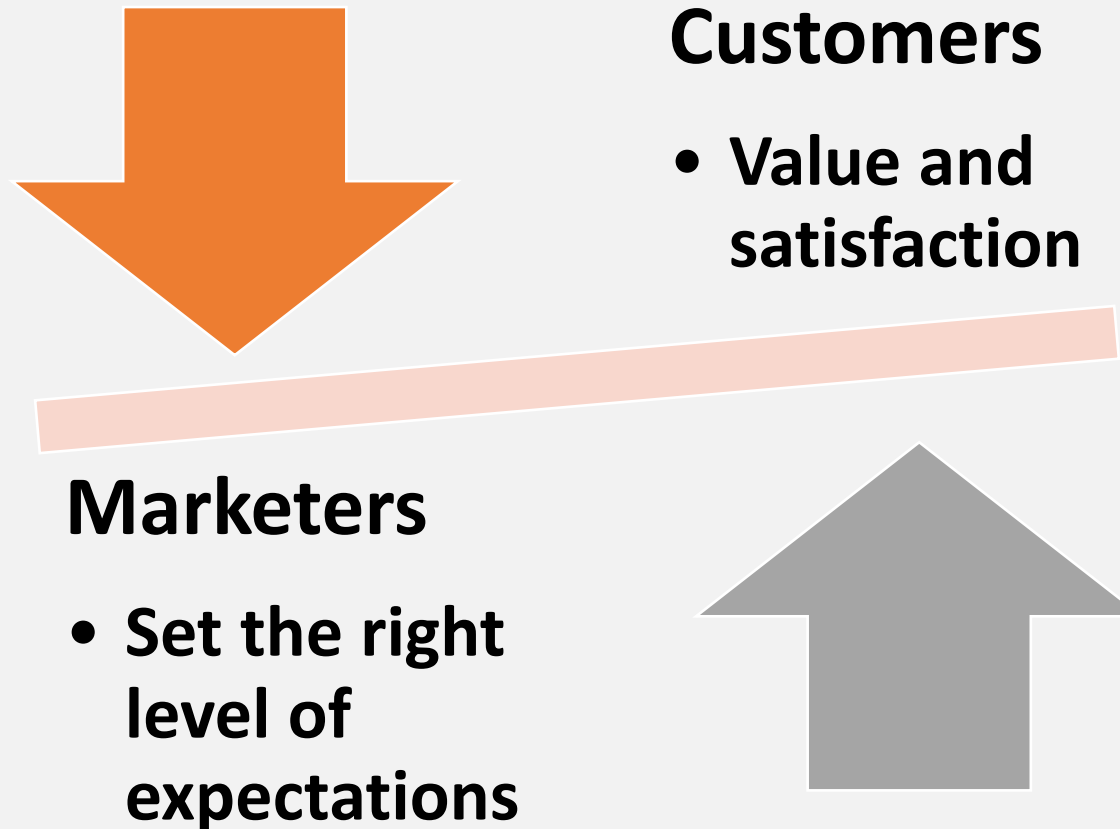 Customers
• Value and
satisfaction
Marketers
• Set the right
level of
expectations